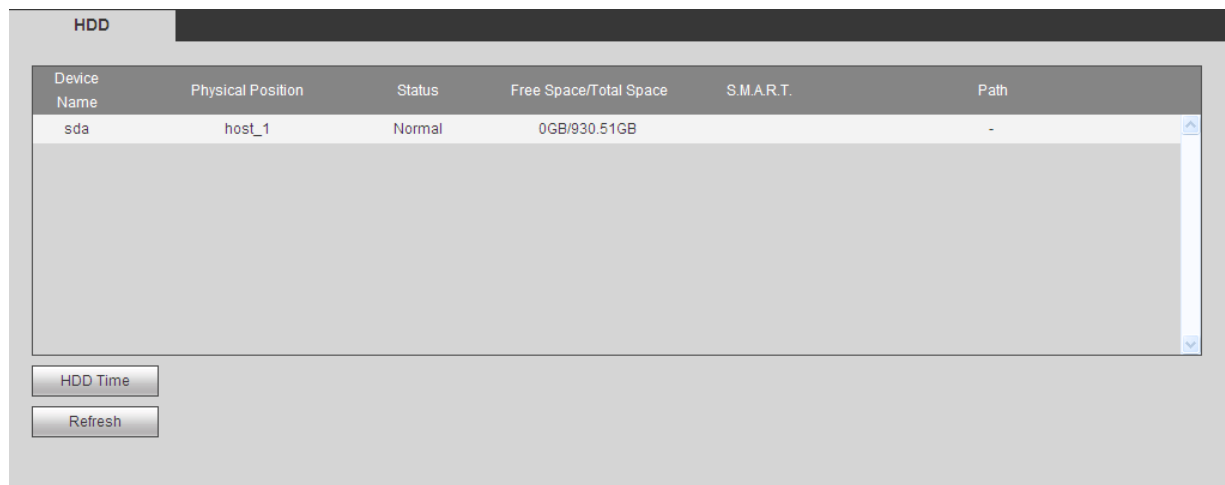 HDD
Device Name Physical Position Status Free Space/Total Space S.M.A.R.T. Path
sda host_1 Normal 0GB/930.51GB -
HDD Time
Refresh